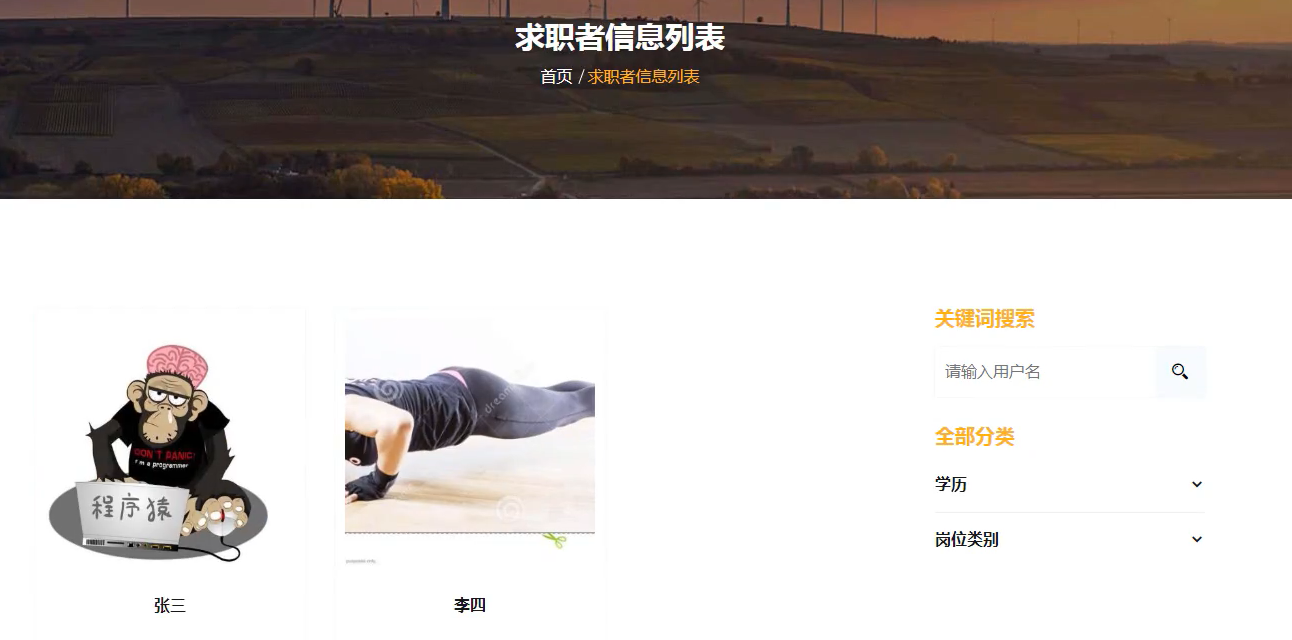 求职者信息列表
首页 / 求职者信息列表
DON'T PANIC!
I'm a programmer
程序猿
张三
李四
关键词搜索
请输入用户名
全部分类
学历
岗位类别